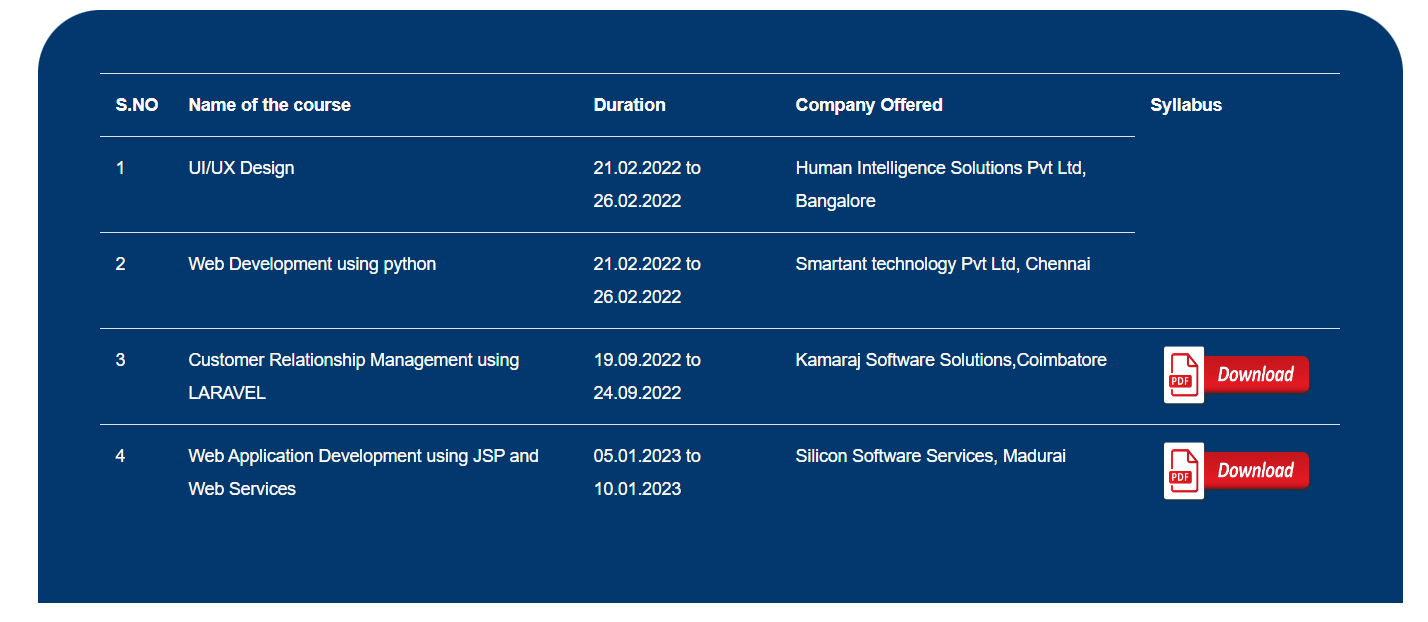 S.NO Name of the course Duration Company Offered Syllabus
1 UI/UX Design 21.02.2022 to Human Intelligence Solutions Pvt Ltd,
26.02.2022 Bangalore
2 Web Development using python 21.02.2022 to Smartant technology Pvt Ltd, Chennai
26.02.2022
3 Customer Relationship Management using 19.09.2022 to Kamaraj Software Solutions,Coimbatore PDF Download
LARAVEL 24.09.2022
4 Web Application Development using JSP and 05.01.2023 to Silicon Software Services, Madurai PDF Download
Web Services 10.01.2023